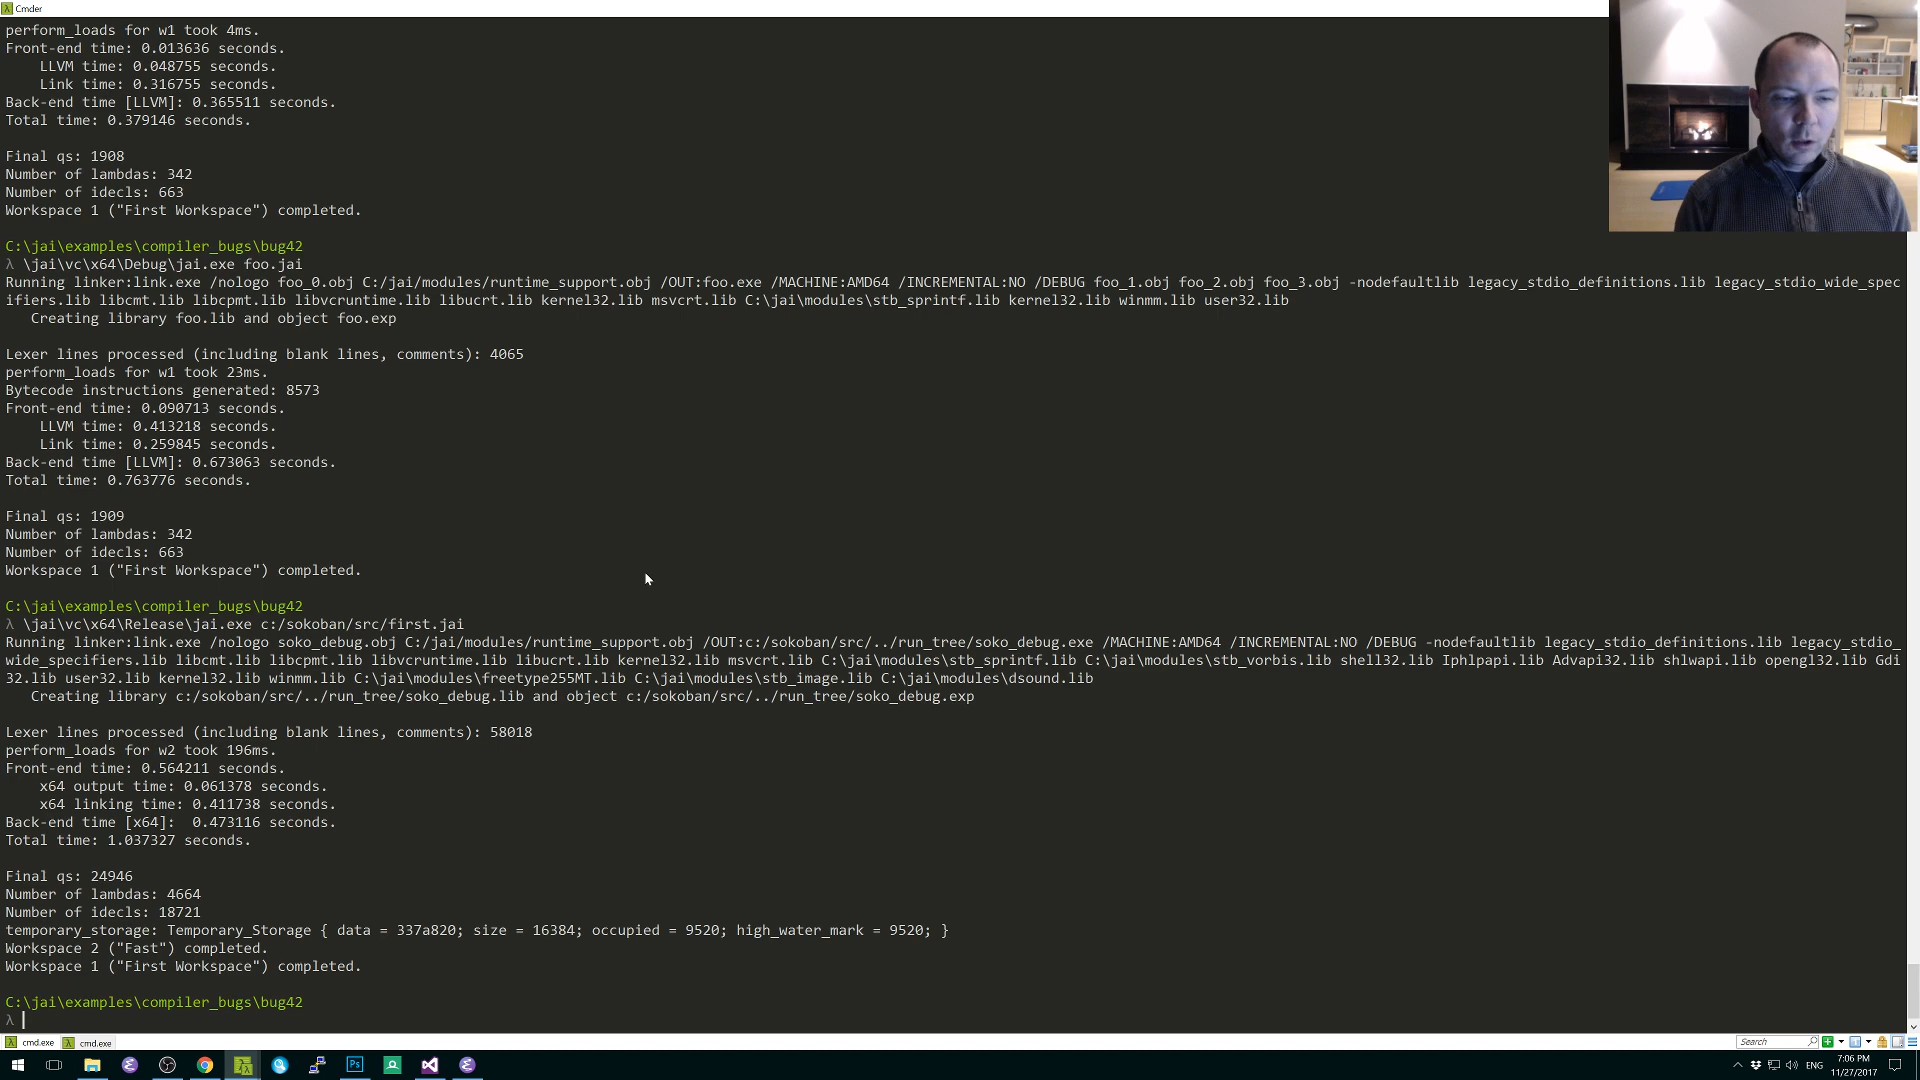 Cmder
perform_loads for w1 took 4ms.
Front-end time: 0.013636 seconds.
LLVM time: 0.048755 seconds.
Link time: 0.316755 seconds.
Back-end time [LLVM]: 0.365511 seconds.
Total time: 0.379146 seconds.
Final qs: 1908
Number of lambdas: 342
Number of idecls: 663
Workspace 1 ("First Workspace") completed.
C:\jai\examples\compiler_bugs\bug42
λ \jai\vc\x64\Debug\jai.exe foo.jai
Running linker:link.exe /nologo foo_0.obj C:/jai/modules/runtime_support.obj /OUT:foo.exe /MACHINE:AMD64 /INCREMENTAL:NO /DEBUG foo_1.obj foo_2.obj foo_3.obj -nodefaultlib legacy_stdio_definitions.lib legacy_stdio_wide_spec
ifiers.lib libcmt.lib libcpmt.lib libvcruntime.lib libucrt.lib kernel32.lib msvcrt.lib C:\jai\modules\stb_sprintf.lib kernel32.lib winmm.lib user32.lib
Creating library foo.lib and object foo.exp
Lexer lines processed (including blank lines, comments): 4065
perform_loads for w1 took 23ms.
Bytecode instructions generated: 8573
Front-end time: 0.090713 seconds.
LLVM time: 0.413218 seconds.
Link time: 0.259845 seconds.
Back-end time [LLVM]: 0.673063 seconds.
Total time: 0.763776 seconds.
Final qs: 1909
Number of lambdas: 342
Number of idecls: 663
Workspace 1 ("First Workspace") completed.
C:\jai\examples\compiler_bugs\bug42
λ \jai\vc\x64\Release\jai.exe c:/sokoban/src/first.jai
Running linker:link.exe /nologo soko_debug.obj C:/jai/modules/runtime_support.obj /OUT:c:/sokoban/src/../run_tree/soko_debug.exe /MACHINE:AMD64 /INCREMENTAL:NO /DEBUG -nodefaultlib legacy_stdio_definitions.lib legacy_stdio_
wide_specifiers.lib libcmt.lib libcpmt.lib libvcruntime.lib libucrt.lib kernel32.lib msvcrt.lib C:\jai\modules\stb_sprintf.lib C:\jai\modules\stb_vorbis.lib shell32.lib Iphlpapi.lib Advapi32.lib shlwapi.lib opengl32.lib Gdi
32.lib user32.lib kernel32.lib winmm.lib C:\jai\modules\freetype255MT.lib C:\jai\modules\stb_image.lib C:\jai\modules\dsound.lib
Creating library c:/sokoban/src/../run_tree/soko_debug.lib and object c:/sokoban/src/../run_tree/soko_debug.exp
Lexer lines processed (including blank lines, comments): 58018
perform_loads for w2 took 196ms.
Front-end time: 0.564211 seconds.
x64 output time: 0.061378 seconds.
x64 linking time: 0.411738 seconds.
Back-end time [x64]:  0.473116 seconds.
Total time: 1.037327 seconds.
Final qs: 24946
Number of lambdas: 4664
Number of idecls: 18721
temporary_storage: Temporary_Storage { data = 337a820; size = 16384; occupied = 9520; high_water_mark = 9520; }
Workspace 2 ("Fast") completed.
Workspace 1 ("First Workspace") completed.
C:\jai\examples\compiler_bugs\bug42
λ
cmd.exe cmd.exe Search
Ps ENG 7:06 PM
11/27/2017